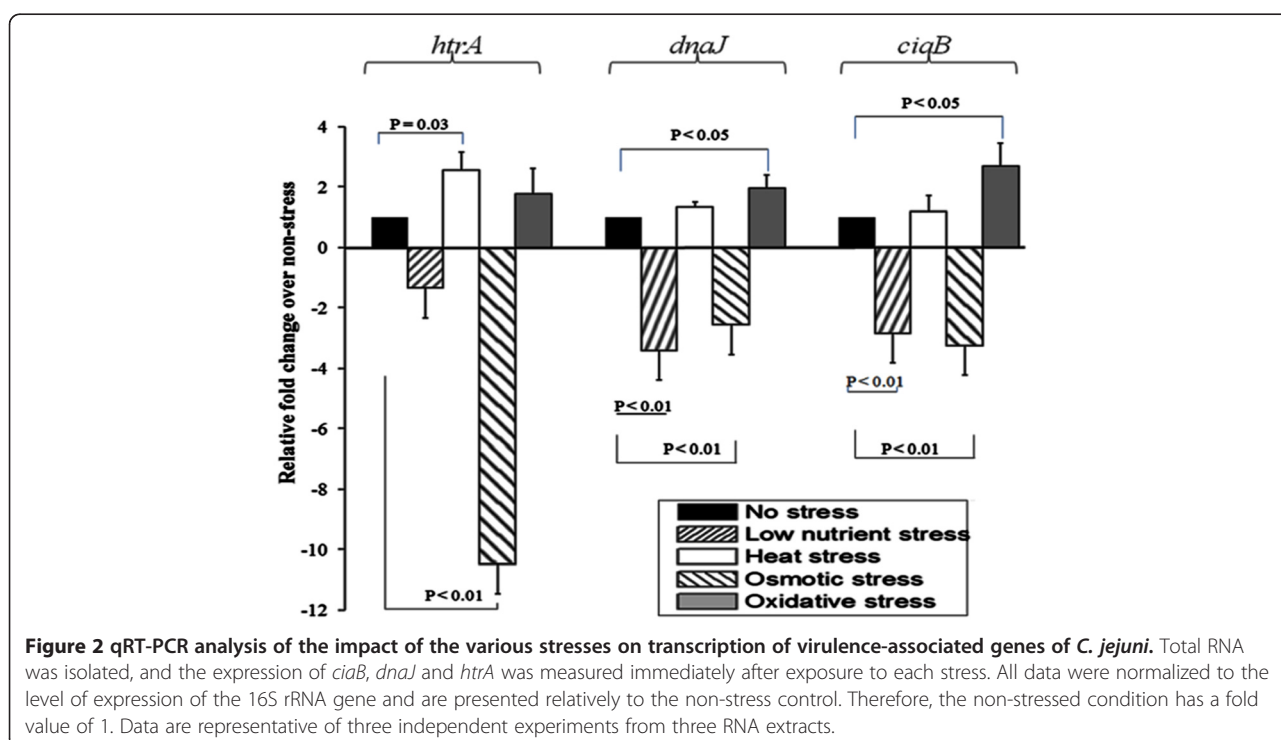 htrA dnaJ ciaB
P<0.05
P=0.03 P<0.05
4
2
0
-2
-4
-6
-8
-10
-12
Relative fold change over non-stress
P<0.01
P<0.01
P<0.01 P<0.01
P<0.01
No stress
Low nutrient stress
Heat stress
Osmotic stress
Oxidative stress
Figure 2 qRT-PCR analysis of the impact of the various stresses on transcription of virulence-associated genes of C. jejuni. Total RNA
was isolated, and the expression of ciaB, dnaJ and htrA was measured immediately after exposure to each stress. All data were normalized to the
level of expression of the 16S rRNA gene and are presented relatively to the non-stress control. Therefore, the non-stressed condition has a fold
value of 1. Data are representative of three independent experiments from three RNA extracts.